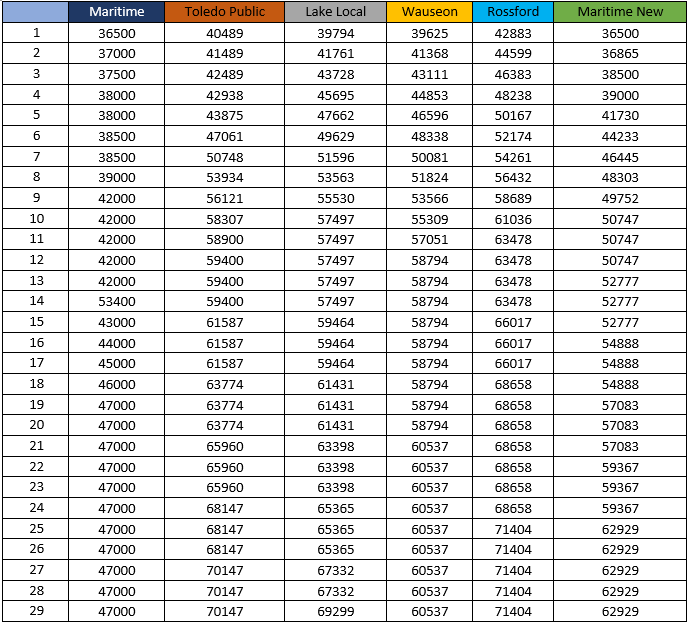 Maritime Toledo Public Lake Local Wauseon Rossford Maritime New
1 36500 40489 39794 39625 42883 36500
2 37000 41489 41761 41368 44599 36865
3 37500 42489 43728 43111 46383 38500
4 38000 42938 45695 44853 48238 39000
5 38000 43875 47662 46596 50167 41730
6 38500 47061 49629 48338 52174 44233
7 38500 50748 51596 50081 54261 46445
8 39000 53934 53563 51824 56432 48303
9 42000 56121 55530 53566 58689 49752
10 42000 58307 57497 55309 61036 50747
11 42000 58900 57497 57051 63478 50747
12 42000 59400 57497 58794 63478 50747
13 42000 59400 57497 58794 63478 52777
14 53400 59400 57497 58794 63478 52777
15 43000 61587 59464 58794 66017 52777
16 44000 61587 59464 58794 66017 54888
17 45000 61587 59464 58794 66017 54888
18 46000 63774 61431 58794 68658 54888
19 47000 63774 61431 58794 68658 57083
20 47000 63774 61431 58794 68658 57083
21 47000 65960 63398 60537 68658 57083
22 47000 65960 63398 60537 68658 59367
23 47000 65960 63398 60537 68658 59367
24 47000 68147 65365 60537 68658 59367
25 47000 68147 65365 60537 71404 62929
26 47000 68147 65365 60537 71404 62929
27 47000 70147 67332 60537 71404 62929
28 47000 70147 67332 60537 71404 62929
29 47000 70147 69299 60537 71404 62929